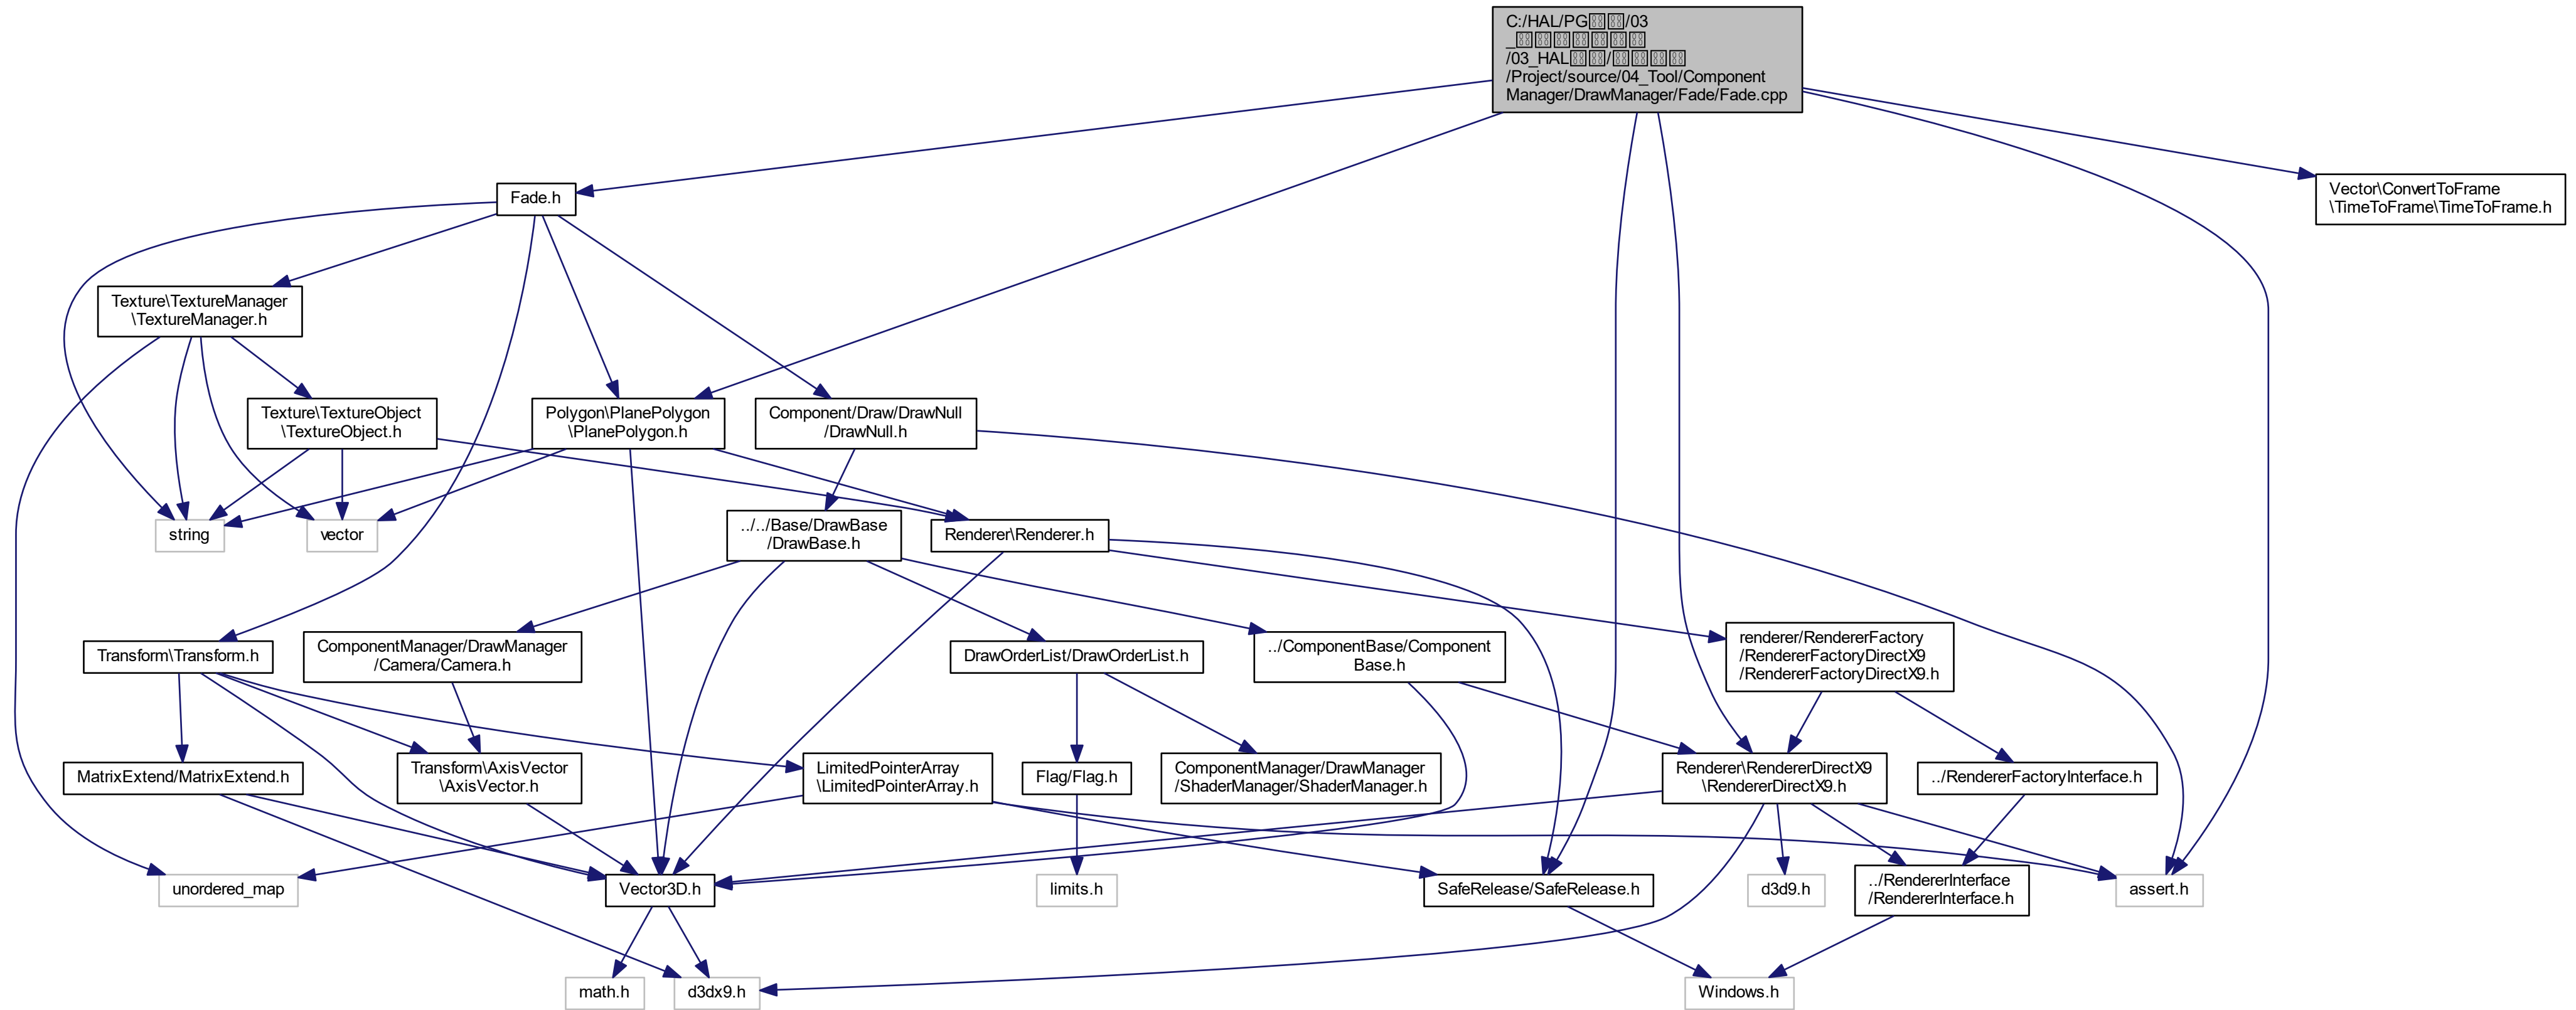 C:/HAL/PG/03
_
/03_HAL/
/Project/source/04_Tool/Component
Manager/DrawManager/Fade/Fade.cpp
Fade.h
Vector\ConvertToFrame
\TimeToFrame\TimeToFrame.h
Texture\TextureManager
\TextureManager.h
Texture\TextureObject
\TextureObject.h
Polygon\PlanePolygon
\PlanePolygon.h
Component/Draw/DrawNull
/DrawNull.h
string
vector
../../Base/DrawBase
/DrawBase.h
Renderer\Renderer.h
Transform\Transform.h
ComponentManager/DrawManager
/Camera/Camera.h
DrawOrderList/DrawOrderList.h
../ComponentBase/Component
Base.h
renderer/RendererFactory
/RendererFactoryDirectX9
/RendererFactoryDirectX9.h
MatrixExtend/MatrixExtend.h
Transform\AxisVector
\AxisVector.h
LimitedPointerArray
\LimitedPointerArray.h
Flag/Flag.h
ComponentManager/DrawManager
/ShaderManager/ShaderManager.h
Renderer\RendererDirectX9
\RendererDirectX9.h
../RendererFactoryInterface.h
unordered_map
Vector3D.h
limits.h
SafeRelease/SafeRelease.h
d3d9.h
../RendererInterface
/RendererInterface.h
assert.h
math.h
d3dx9.h
Windows.h